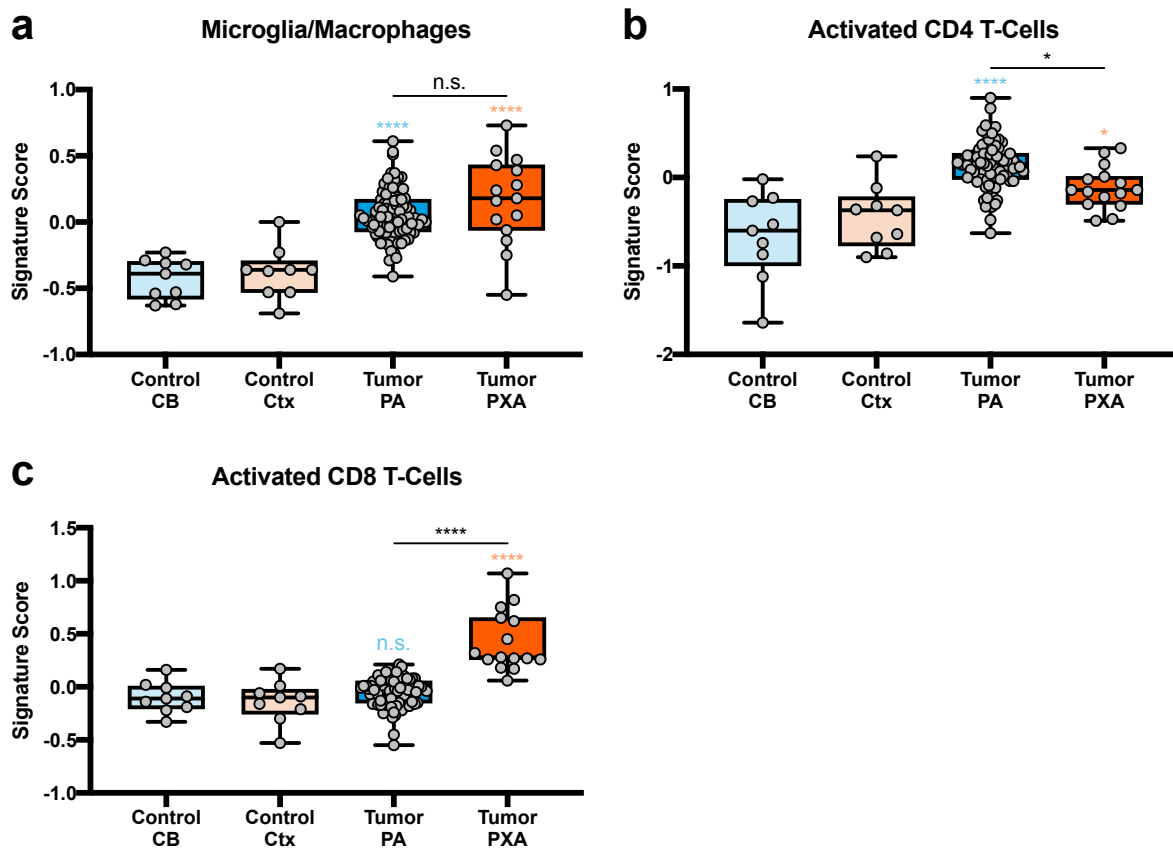 a
Microglia/Macrophages
n.s.
****
****
Signature Score
1.0
0.5
0.0
-0.5
-1.0
Control CB
Control Ctx
Tumor PA
Tumor PXA
b
Activated CD4 T-Cells
*
****
*
Signature Score
1
0
-1
-2
Control CB
Control Ctx
Tumor PA
Tumor PXA
c
Activated CD8 T-Cells
****
****
n.s.
Signature Score
1.5
1.0
0.5
0.0
-0.5
-1.0
Control CB
Control Ctx
Tumor PA
Tumor PXA